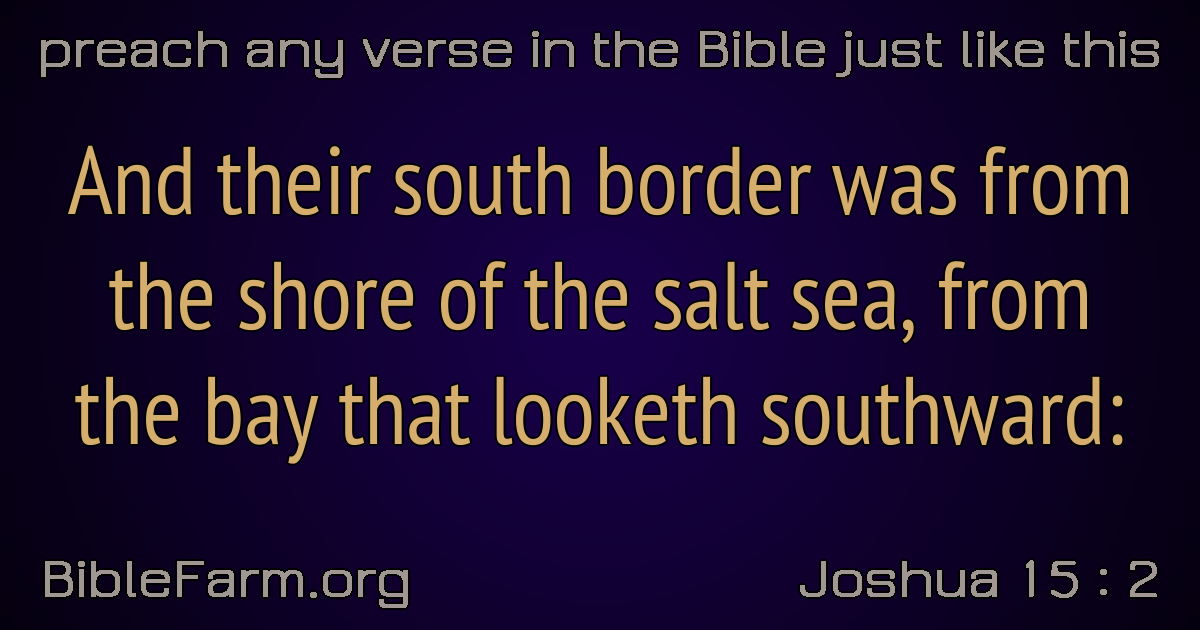 preach any verse in the Bible just like this
And their south border was from
the shore of the salt sea, from
the bay that looketh southward:
BibleFarm.org
Joshua 15 : 2